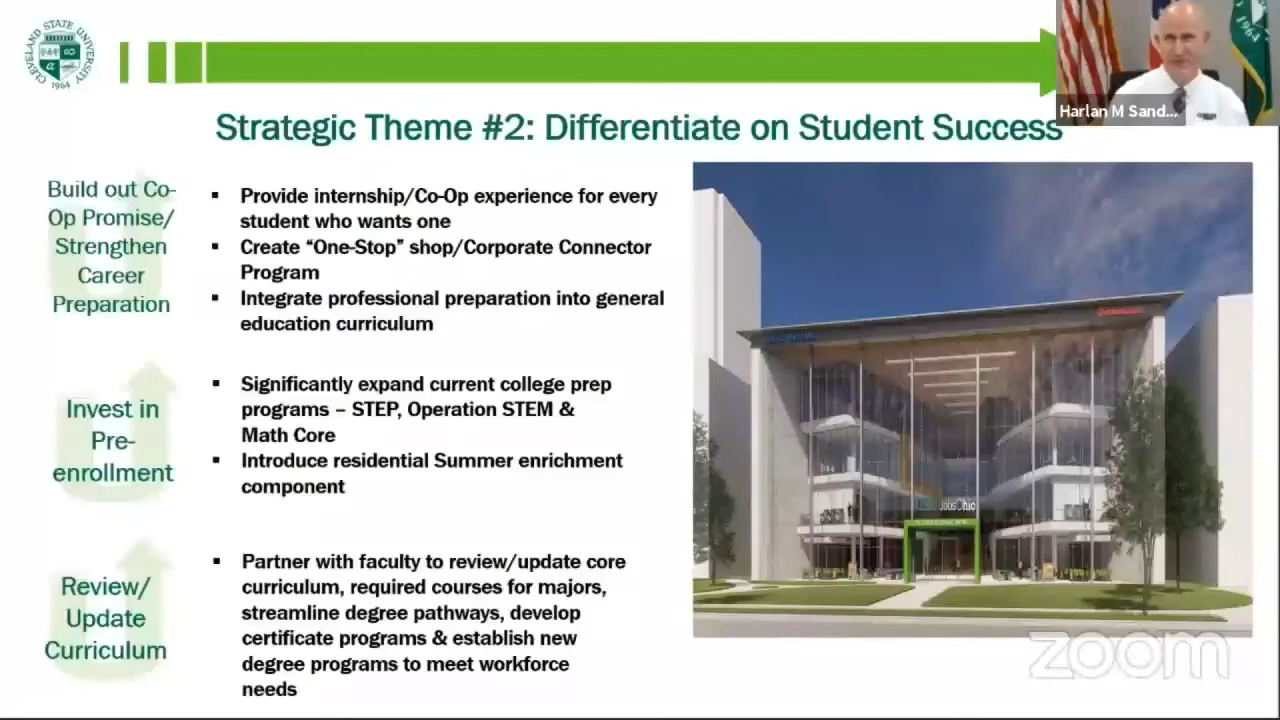 CLEVELAND STATE UNIVERSITY
1964
1964
Harlan M Sand...
Strategic Theme #2: Differentiate on Student Success
Build out Co-
Op Promise/
Strengthen
Career
Preparation
▪ Provide internship/Co-Op experience for every
student who wants one
▪ Create “One-Stop” shop/Corporate Connector
Program
▪ Integrate professional preparation into general
education curriculum
Invest in
Pre-
enrollment
▪ Significantly expand current college prep
programs – STEP, Operation STEM &
Math Core
▪ Introduce residential Summer enrichment
component
Review/
Update
Curriculum
▪ Partner with faculty to review/update core
curriculum, required courses for majors,
streamline degree pathways, develop
certificate programs & establish new
degree programs to meet workforce
needs
JobsOhio
zoom